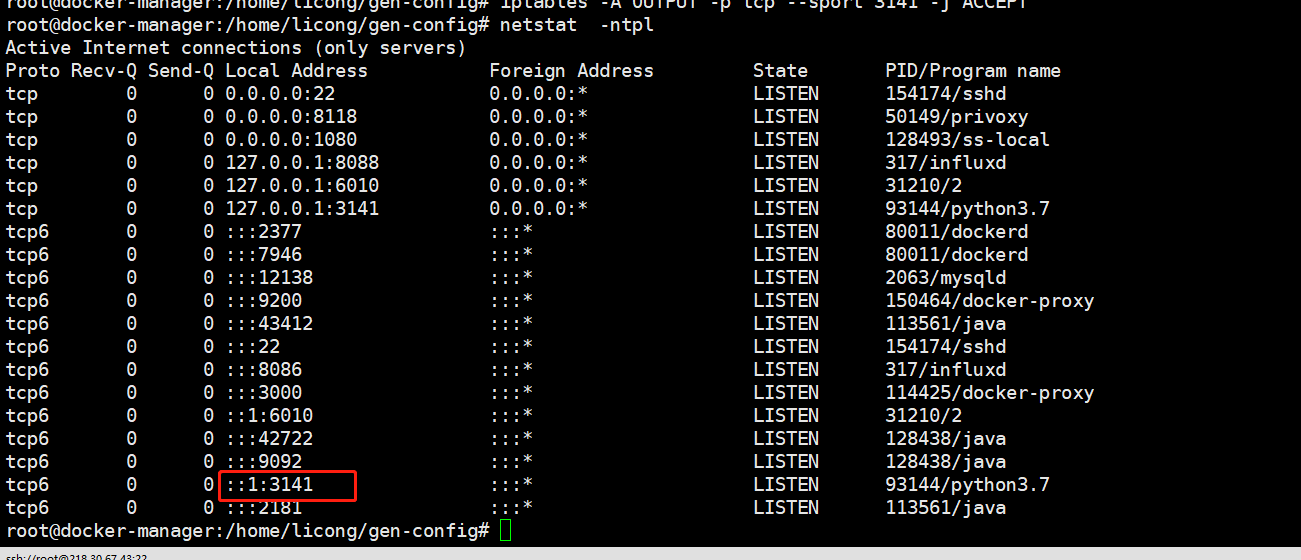 root@docker-manager:/home/licong/gen-config# iptables -A OUTPUT -p tcp --sport 3141 -j ACCEPT
root@docker-manager:/home/licong/gen-config# netstat  -ntpl
Active Internet connections (only servers)
Proto Recv-Q Send-Q Local Address           Foreign Address         State       PID/Program name
tcp        0      0 0.0.0.0:22              0.0.0.0:*               LISTEN      154174/sshd
tcp        0      0 0.0.0.0:8118            0.0.0.0:*               LISTEN      50149/privoxy
tcp        0      0 0.0.0.0:1080            0.0.0.0:*               LISTEN      128493/ss-local
tcp        0      0 127.0.0.1:8088          0.0.0.0:*               LISTEN      317/influxd
tcp        0      0 127.0.0.1:6010          0.0.0.0:*               LISTEN      31210/2
tcp        0      0 127.0.0.1:3141          0.0.0.0:*               LISTEN      93144/python3.7
tcp6       0      0 :::2377                 :::*                    LISTEN      80011/dockerd
tcp6       0      0 :::7946                 :::*                    LISTEN      80011/dockerd
tcp6       0      0 :::12138                :::*                    LISTEN      2063/mysqld
tcp6       0      0 :::9200                 :::*                    LISTEN      150464/docker-proxy
tcp6       0      0 :::43412                :::*                    LISTEN      113561/java
tcp6       0      0 :::22                   :::*                    LISTEN      154174/sshd
tcp6       0      0 :::8086                 :::*                    LISTEN      317/influxd
tcp6       0      0 :::3000                 :::*                    LISTEN      114425/docker-proxy
tcp6       0      0 ::1:6010                :::*                    LISTEN      31210/2
tcp6       0      0 :::42722                :::*                    LISTEN      128438/java
tcp6       0      0 :::9092                 :::*                    LISTEN      128438/java
tcp6       0      0 ::1:3141                :::*                    LISTEN      93144/python3.7
tcp6       0      0 :::2181                 :::*                    LISTEN      113561/java
root@docker-manager:/home/licong/gen-config#
ssh://root@218.30.67.43:22